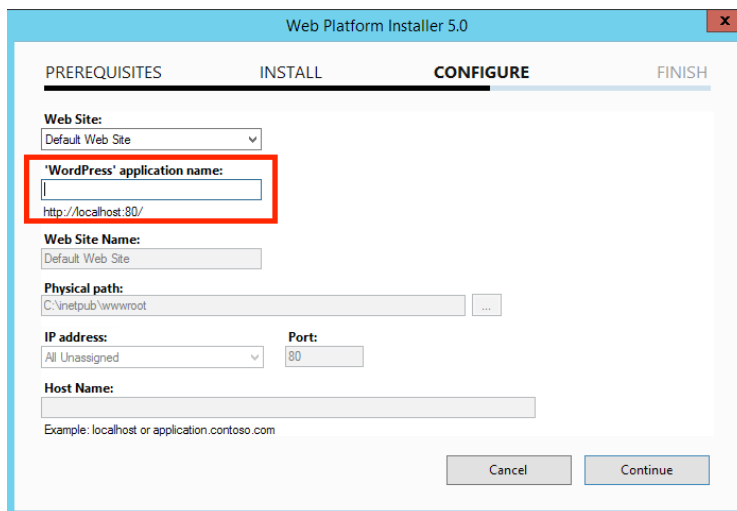 Web Platform Installer 5.0
x
PREREQUISITES INSTALL CONFIGURE FINISH
Web Site:
Default Web Site
'WordPress' application name:
http://localhost:80/
Web Site Name:
Default Web Site
Physical path:
C:\inetpub\wwwroot ...
IP address: Port:
All Unassigned 80
Host Name:
Example: localhost or application.contoso.com
Cancel Continue